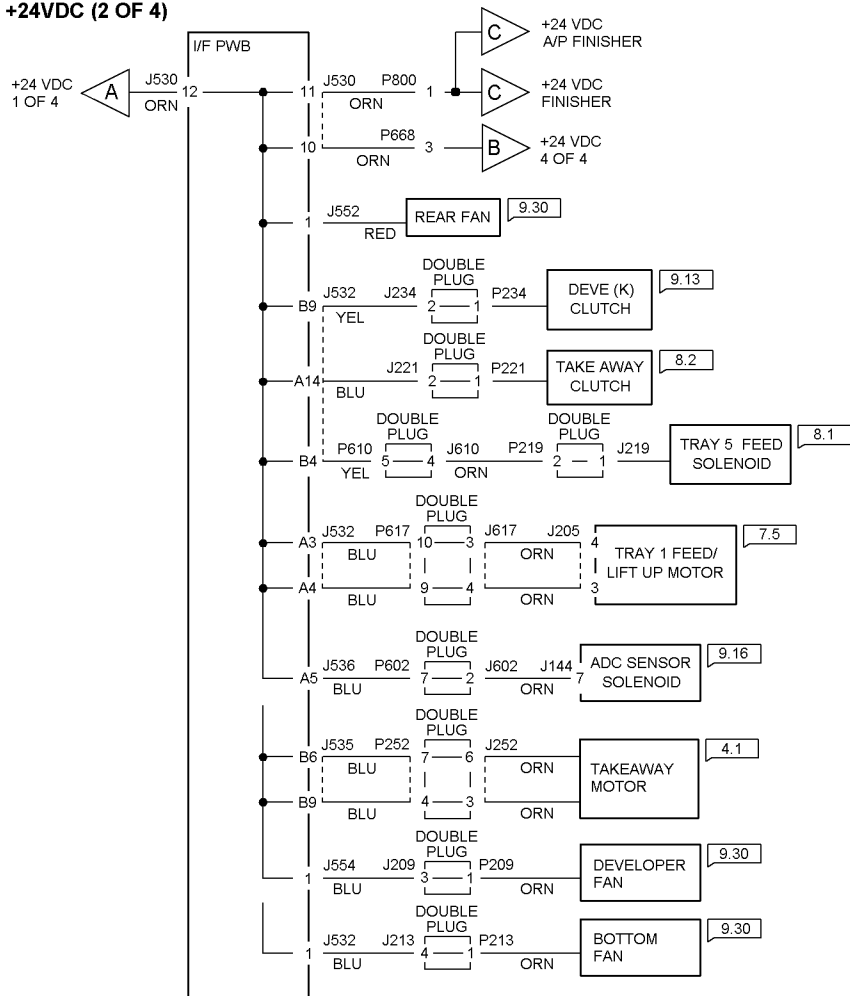 +24VDC (2 OF 4)
I/F PWB
+24 VDC
1 OF 4
A
J530
ORN
12
11
J530
ORN
P800
1
C
+24 VDC
A/P FINISHER
C
+24 VDC
FINISHER
10
ORN
P668
3
B
+24 VDC
4 OF 4
1
J552
RED
REAR FAN
9.30
B9
J532
YEL
J234
DOUBLE
PLUG
2
1
P234
DEVE (K)
CLUTCH
9.13
A14
BLU
J221
DOUBLE
PLUG
2
1
P221
TAKE AWAY
CLUTCH
8.2
B4
P610
YEL
DOUBLE
PLUG
5
4
J610
ORN
P219
DOUBLE
PLUG
2
1
J219
TRAY 5 FEED
SOLENOID
8.1
A3
J532
BLU
P617
DOUBLE
PLUG
10
3
J617
ORN
J205
4
TRAY 1 FEED/
LIFT UP MOTOR
7.5
A4
BLU
9
4
ORN
3
A5
J536
BLU
P602
DOUBLE
PLUG
7
2
J602
ORN
J144
7
ADC SENSOR
SOLENOID
9.16
B6
J535
BLU
P252
DOUBLE
PLUG
7
6
J252
ORN
TAKEAWAY
MOTOR
4.1
B9
BLU
4
3
ORN
1
J554
BLU
J209
DOUBLE
PLUG
3
1
P209
ORN
DEVELOPER
FAN
9.30
1
J532
BLU
J213
DOUBLE
PLUG
4
1
P213
ORN
BOTTOM
FAN
9.30